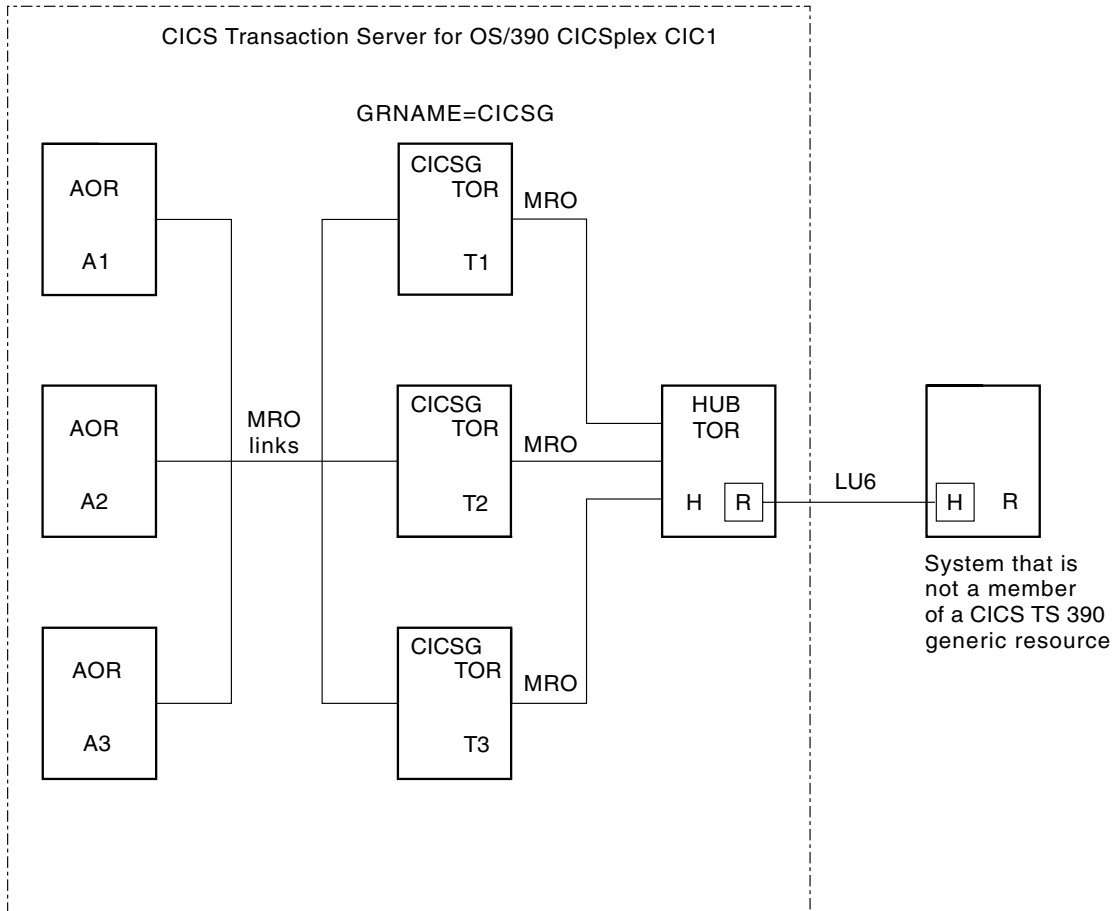 CICS Transaction Server for OS/390 CICSplex CIC1
GRNAME=CICSG
AOR
A1
CICSG
TOR
T1
MRO
AOR
A2
MRO
links
CICSG
TOR
T2
MRO
HUB
TOR
H
R
LU6
H
R
System that is
not a member
of a CICS TS 390
generic resource
AOR
A3
CICSG
TOR
T3
MRO